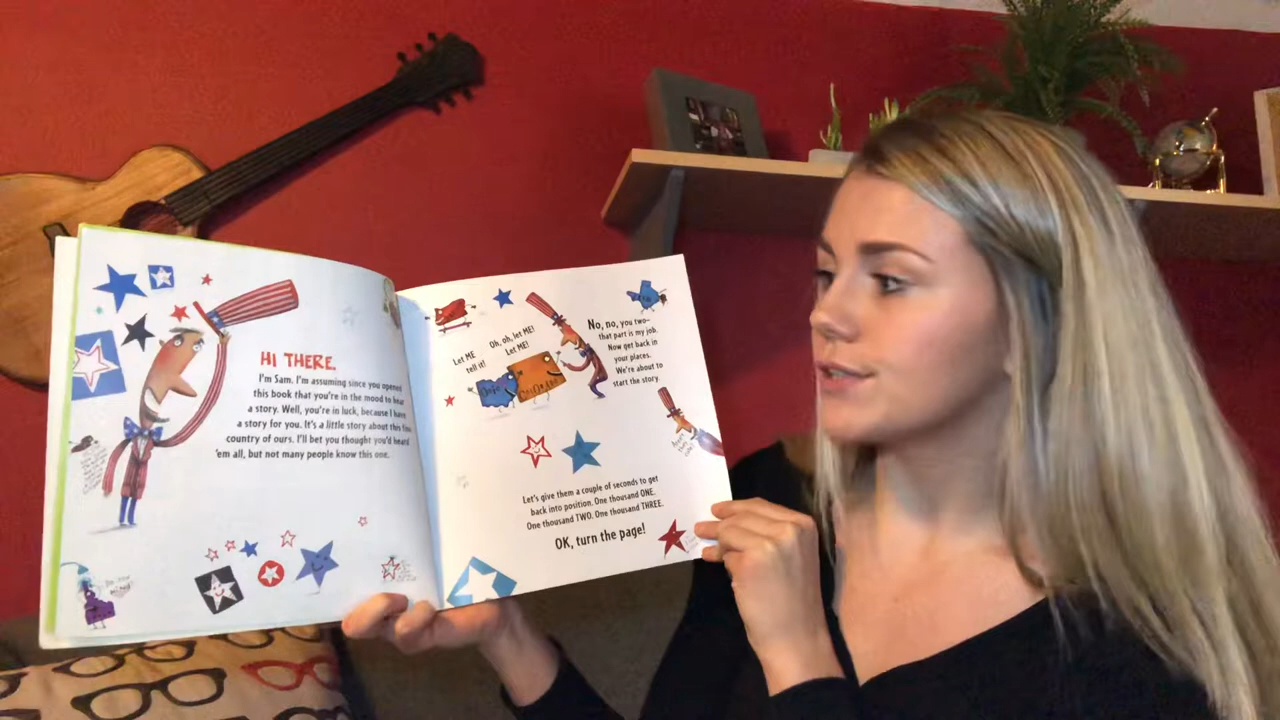 HI THERE.
I'm Sam. I'm assuming since you opened
this book that you're in the mood to hear
a story. Well, you're in luck, because I have
a story for you. It's a little story about this fine
country of ours. I'll bet you thought you'd heard
'em all, but not many people know this one.
Let ME
tell it!
Oh, oh, let ME!
Let ME!
No, no, you two—
that part is my job.
Now get back in
your places.
We're about to
start the story.
Aren't
they
cute?
Let's give them a couple of seconds to get
back into position. One thousand ONE.
One thousand TWO. One thousand THREE.
OK, turn the page!